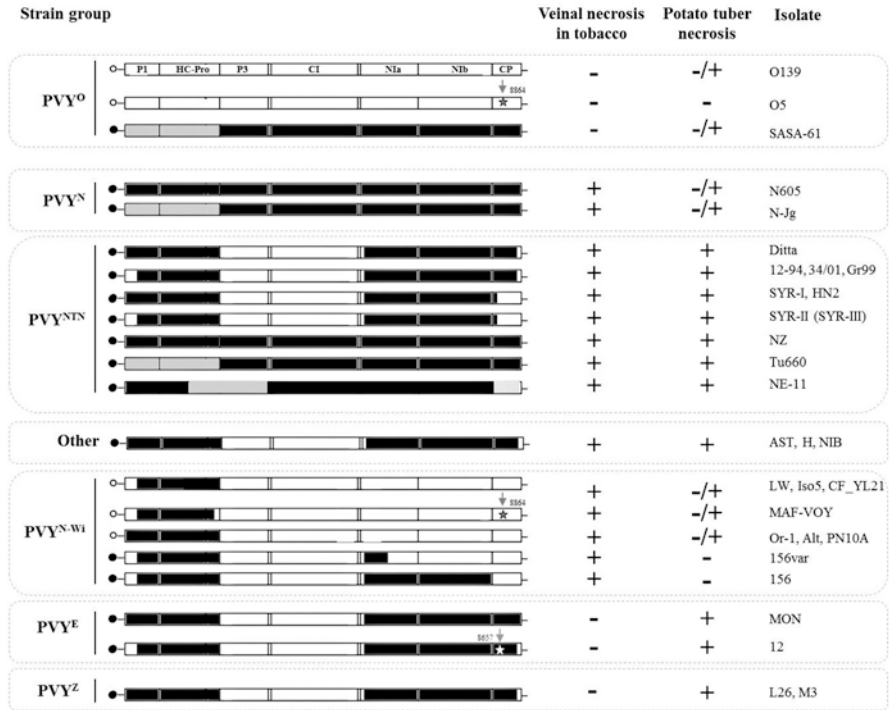 Strain group
Veinal necrosis in tobacco
Potato tuber necrosis
Isolate
P1 HC-Pro P3 CI NIa NIb CP
PVYᴼ
- -/+ O139
8864
- - O5
- -/+ SASA-61
PVYᴺ
+ -/+ N605
+ -/+ N-Jg
PVYᴺᵀᴺ
+ + Ditta
+ + 12-94, 34/01, Gr99
+ + SYR-I, HN2
+ + SYR-II (SYR-III)
+ + NZ
+ + Tu660
+ + NE-11
Other + + AST, H, NIB
PVYᴺ⁻ᵂⁱ
+ -/+ LW, Iso5, CF_YL21
8864
+ -/+ MAF-VOY
+ -/+ Or-1, Alt, PN10A
+ - 156var
+ - 156
PVYᴱ
- + MON
8657
- + 12
PVYᶻ - + L26, M3